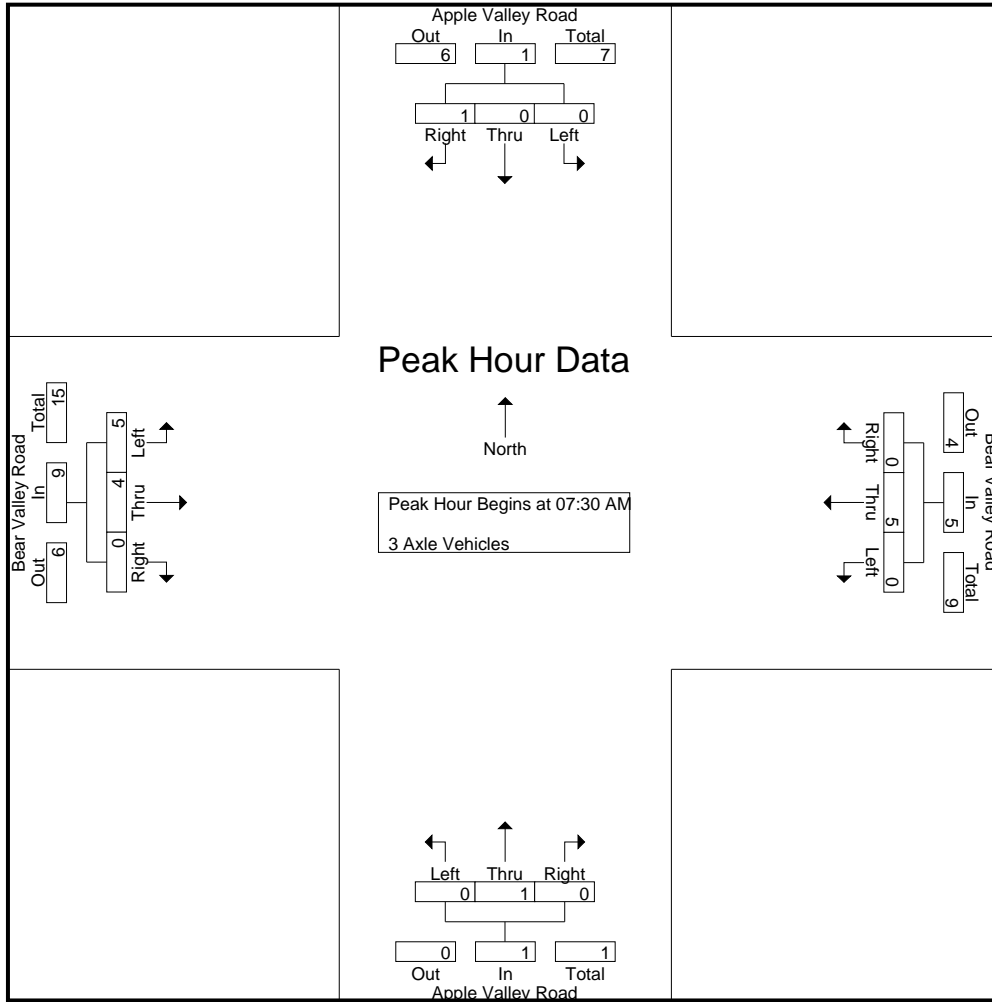 Apple Valley Road
Out In Total
6 1 7
1 0 0
Right Thru Left
Peak Hour Data
North
Peak Hour Begins at 07:30 AM
3 Axle Vehicles
Bear Valley Road
Out In Total
6 9 15
Left Thru Right
5 4 0
Bear Valley Road
Out In Total
4 5 9
Right Thru Left
0 5 0
Left Thru Right
0 1 0
0 1 1
Out In Total
Apple Valley Road